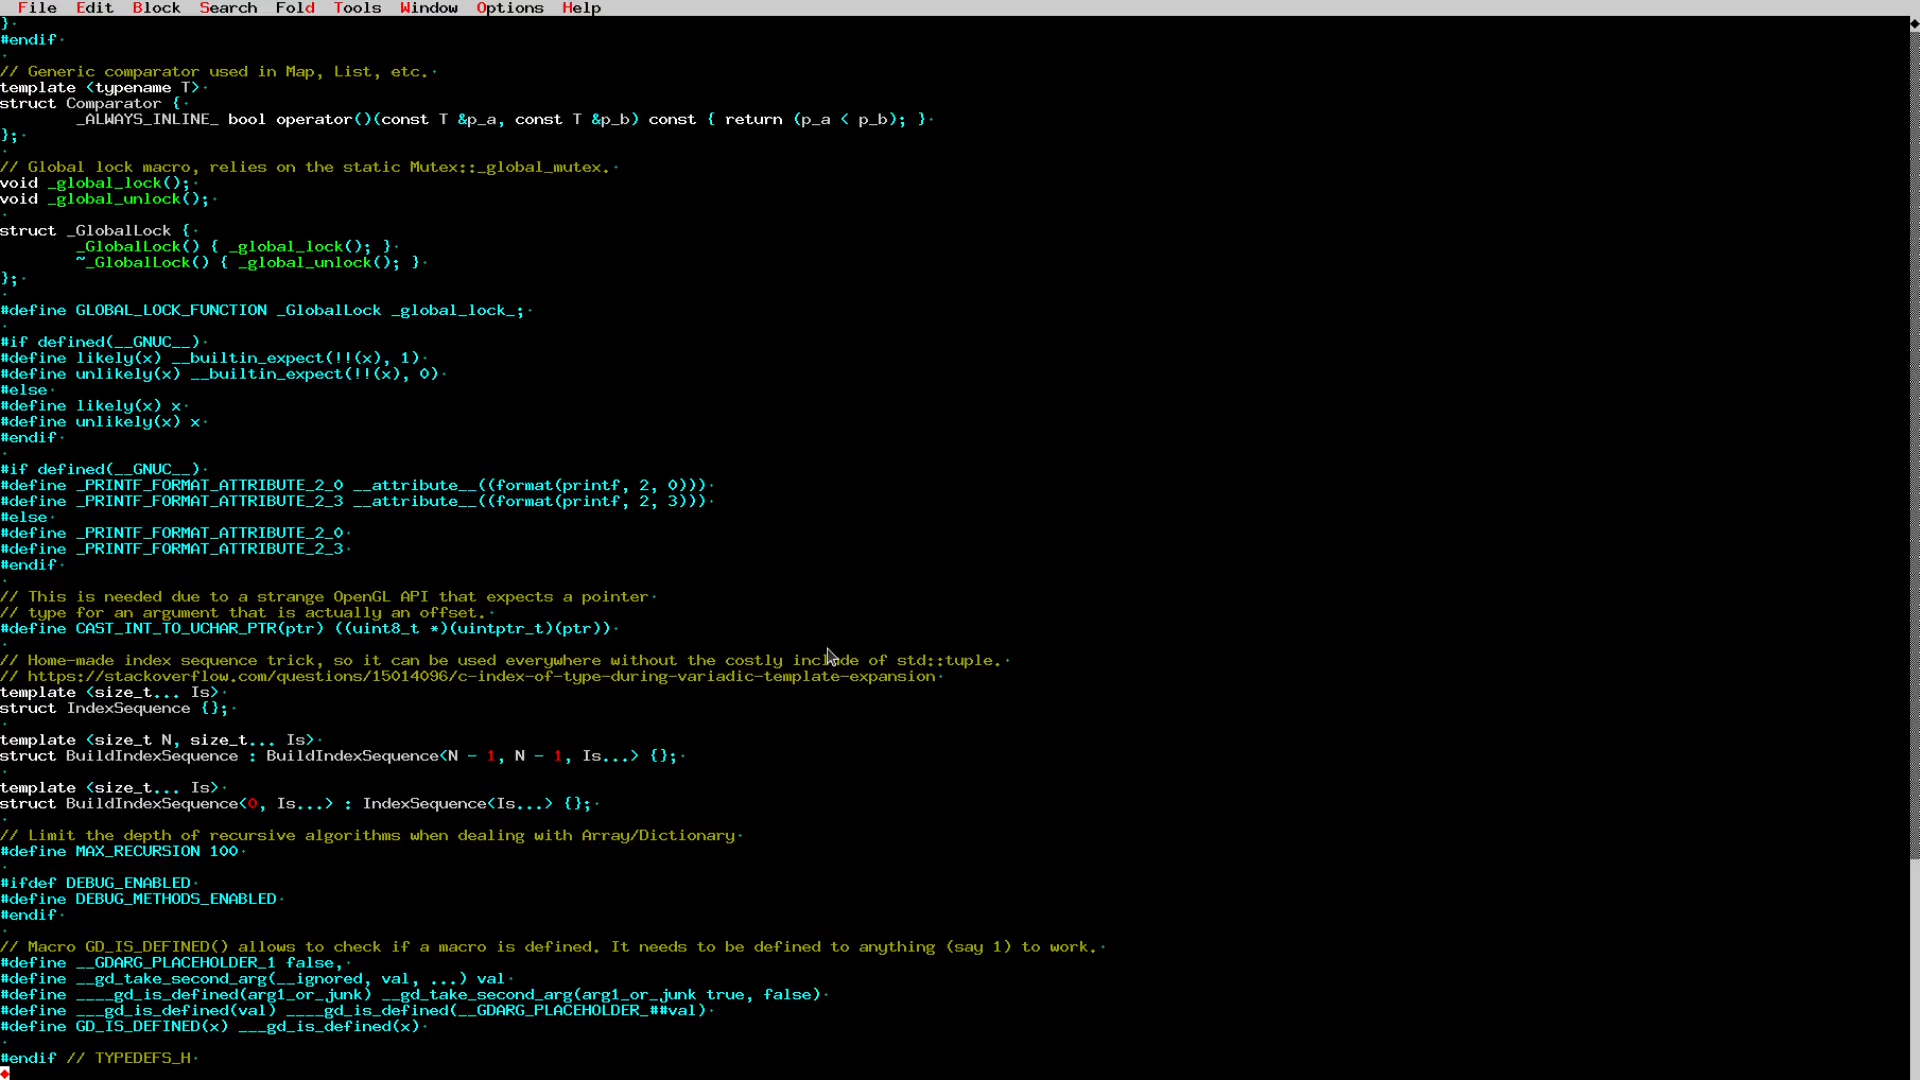 File Edit Block Search Fold Tools Window Options Help
}
#endif
// Generic comparator used in Map, List, etc.
template <typename T>
struct Comparator {
_ALWAYS_INLINE_ bool operator()(const T &p_a, const T &p_b) const { return (p_a < p_b); }
};
// Global lock macro, relies on the static Mutex::_global_mutex.
void _global_lock();
void _global_unlock();
struct _GlobalLock {
_GlobalLock() { _global_lock(); }
~_GlobalLock() { _global_unlock(); }
};
#define GLOBAL_LOCK_FUNCTION _GlobalLock _global_lock_;
#if defined(__GNUC__)
#define likely(x) __builtin_expect(!!(x), 1)
#define unlikely(x) __builtin_expect(!!(x), 0)
#else
#define likely(x) x
#define unlikely(x) x
#endif
#if defined(__GNUC__)
#define _PRINTF_FORMAT_ATTRIBUTE_2_0 __attribute__((format(printf, 2, 0)))
#define _PRINTF_FORMAT_ATTRIBUTE_2_3 __attribute__((format(printf, 2, 3)))
#else
#define _PRINTF_FORMAT_ATTRIBUTE_2_0
#define _PRINTF_FORMAT_ATTRIBUTE_2_3
#endif
// This is needed due to a strange OpenGL API that expects a pointer
// type for an argument that is actually an offset.
#define CAST_INT_TO_UCHAR_PTR(ptr) ((uint8_t *)(uintptr_t)(ptr))
// Home-made index sequence trick, so it can be used everywhere without the costly include of std::tuple.
// https://stackoverflow.com/questions/15014096/c-index-of-type-during-variadic-template-expansion
template <size_t... Is>
struct IndexSequence {};
template <size_t N, size_t... Is>
struct BuildIndexSequence : BuildIndexSequence<N - 1, N - 1, Is...> {};
template <size_t... Is>
struct BuildIndexSequence<0, Is...> : IndexSequence<Is...> {};
// Limit the depth of recursive algorithms when dealing with Array/Dictionary
#define MAX_RECURSION 100
#ifdef DEBUG_ENABLED
#define DEBUG_METHODS_ENABLED
#endif
// Macro GD_IS_DEFINED() allows to check if a macro is defined. It needs to be defined to anything (say 1) to work.
#define __GDARG_PLACEHOLDER_1 false,
#define __gd_take_second_arg(__ignored, val, ...) val
#define ____gd_is_defined(arg1_or_junk) __gd_take_second_arg(arg1_or_junk true, false)
#define ___gd_is_defined(val) ____gd_is_defined(__GDARG_PLACEHOLDER_##val)
#define GD_IS_DEFINED(x) ___gd_is_defined(x)
#endif // TYPEDEFS_H